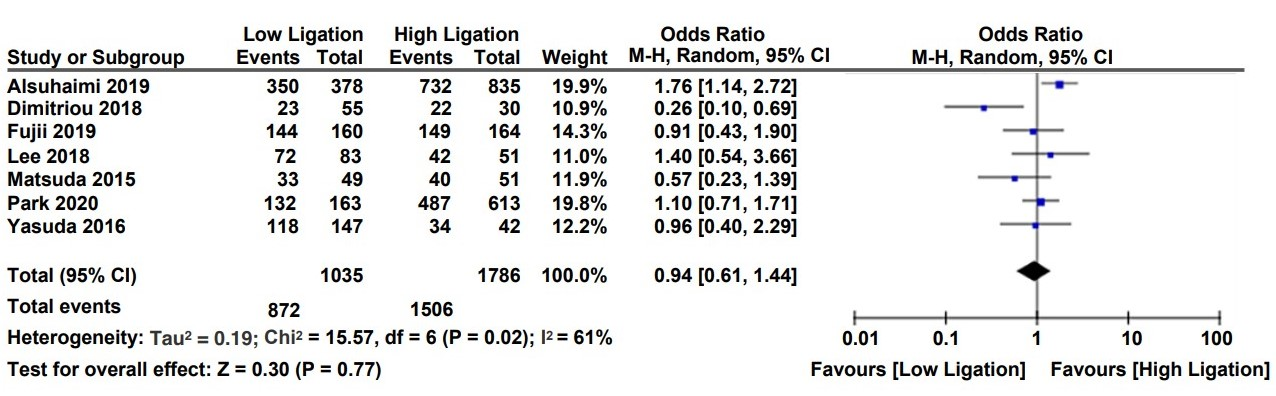 Low Ligation High Ligation Odds Ratio Odds Ratio
Study or Subgroup Events Total Events Total Weight M-H, Random, 95% CI M-H, Random, 95% CI
Alsuhaimi 2019 350 378 732 835 19.9% 1.76 [1.14, 2.72]
Dimitriou 2018 23 55 22 30 10.9% 0.26 [0.10, 0.69]
Fujii 2019 144 160 149 164 14.3% 0.91 [0.43, 1.90]
Lee 2018 72 83 42 51 11.0% 1.40 [0.54, 3.66]
Matsuda 2015 33 49 40 51 11.9% 0.57 [0.23, 1.39]
Park 2020 132 163 487 613 19.8% 1.10 [0.71, 1.71]
Yasuda 2016 118 147 34 42 12.2% 0.96 [0.40, 2.29]
Total (95% CI) 1035 1786 100.0% 0.94 [0.61, 1.44]
Total events 872 1506
Heterogeneity: Tau² = 0.19; Chi² = 15.57, df = 6 (P = 0.02); I² = 61%
Test for overall effect: Z = 0.30 (P = 0.77)
0.01 0.1 1 10 100
Favours [Low Ligation] Favours [High Ligation]